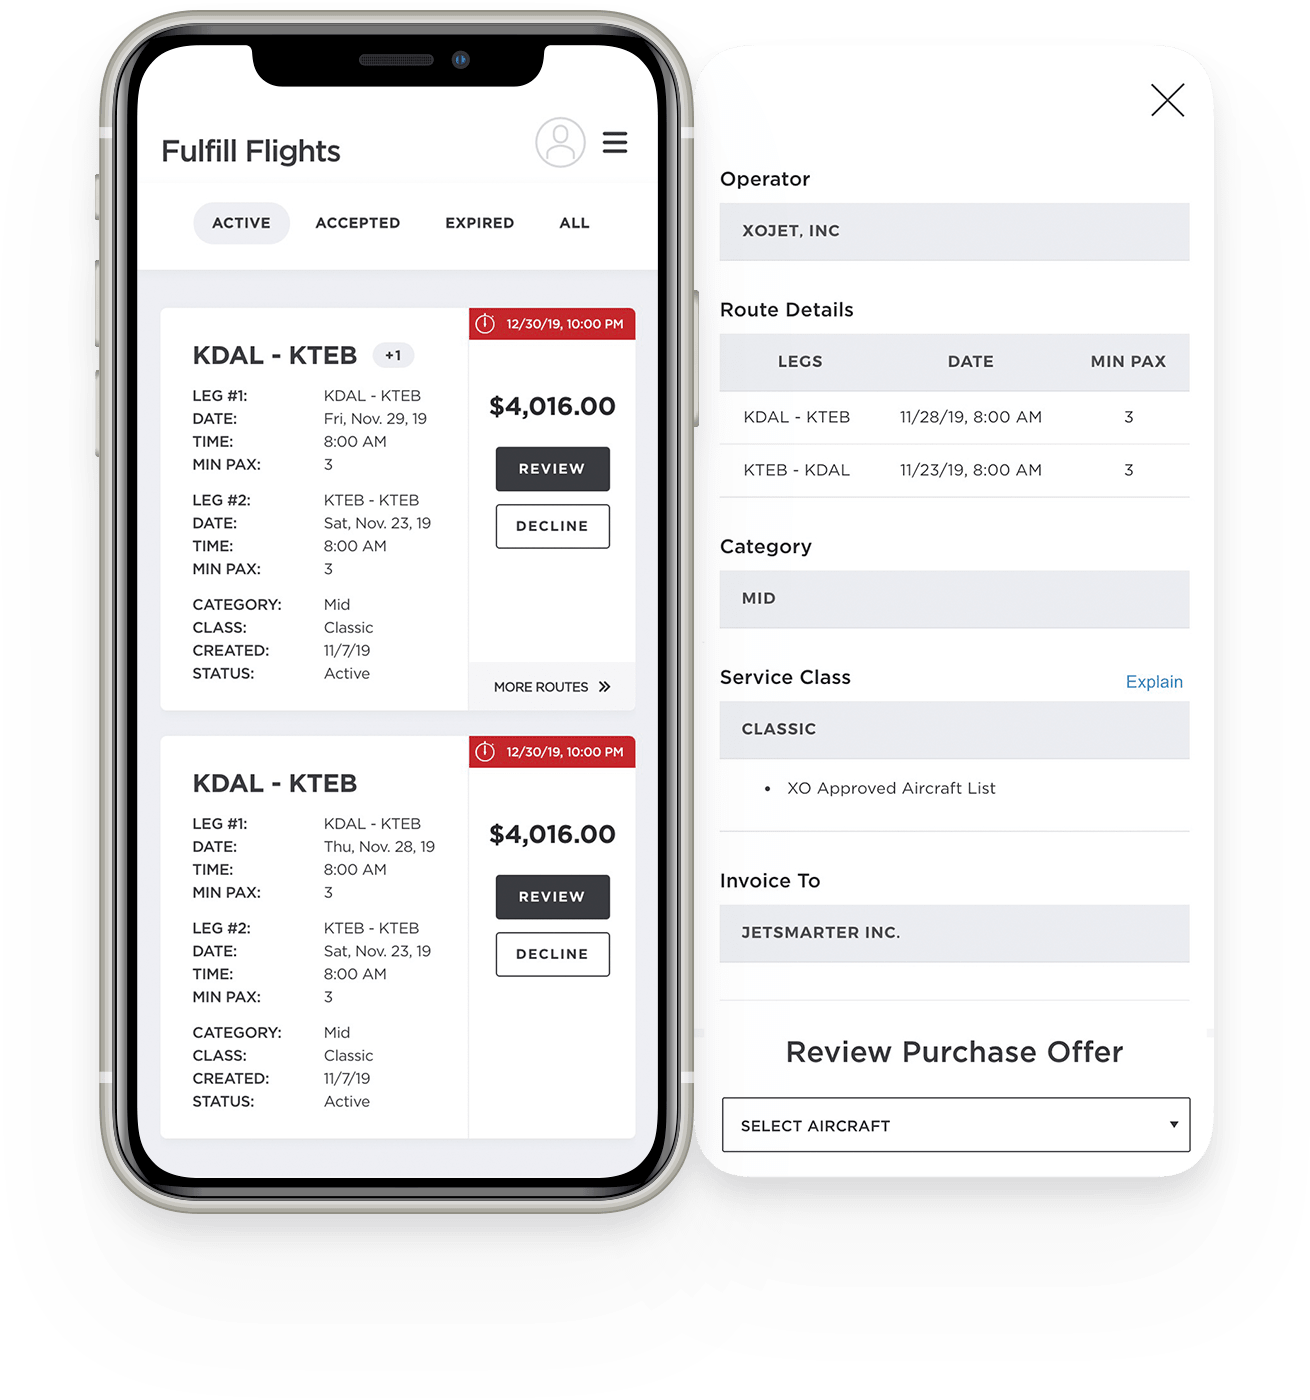 Fulfill Flights
ACTIVE ACCEPTED EXPIRED ALL
12/30/19, 10:00 PM
KDAL - KTEB +1
LEG #1: KDAL - KTEB
DATE: Fri, Nov. 29, 19
TIME: 8:00 AM
MIN PAX: 3
LEG #2: KTEB - KTEB
DATE: Sat, Nov. 23, 19
TIME: 8:00 AM
MIN PAX: 3
CATEGORY: Mid
CLASS: Classic
CREATED: 11/7/19
STATUS: Active
$4,016.00
REVIEW
DECLINE
MORE ROUTES
12/30/19, 10:00 PM
KDAL - KTEB
LEG #1: KDAL - KTEB
DATE: Thu, Nov. 28, 19
TIME: 8:00 AM
MIN PAX: 3
LEG #2: KTEB - KTEB
DATE: Sat, Nov. 23, 19
TIME: 8:00 AM
MIN PAX: 3
CATEGORY: Mid
CLASS: Classic
CREATED: 11/7/19
STATUS: Active
$4,016.00
REVIEW
DECLINE
Operator
XOJET, INC
Route Details
LEGS DATE MIN PAX
KDAL - KTEB 11/28/19, 8:00 AM 3
KTEB - KDAL 11/23/19, 8:00 AM 3
Category
MID
Service Class Explain
CLASSIC
• XO Approved Aircraft List
Invoice To
JETSMARTER INC.
Review Purchase Offer
SELECT AIRCRAFT